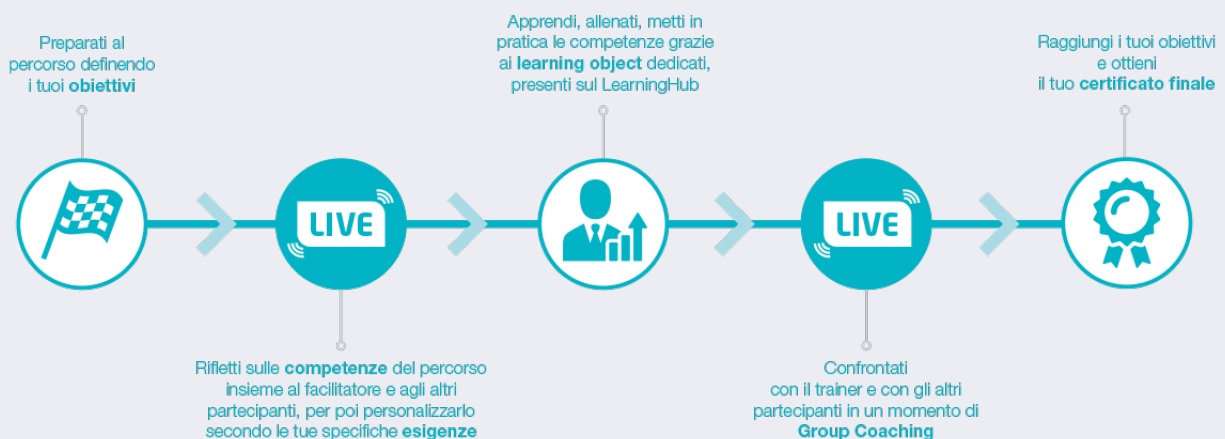 Preparati al
percorso definendo
i tuoi obiettivi
LIVE
Rifletti sulle competenze del percorso
insieme al facilitatore e agli altri
partecipanti, per poi personalizzarlo
secondo le tue specifiche esigenze
Apprendi, allenati, metti in
pratica le competenze grazie
ai learning object dedicati,
presenti sul LearningHub
LIVE
Confrontati
con il trainer e con gli altri
partecipanti in un momento di
Group Coaching
Raggiungi i tuoi obiettivi
e ottieni
il tuo certificato finale